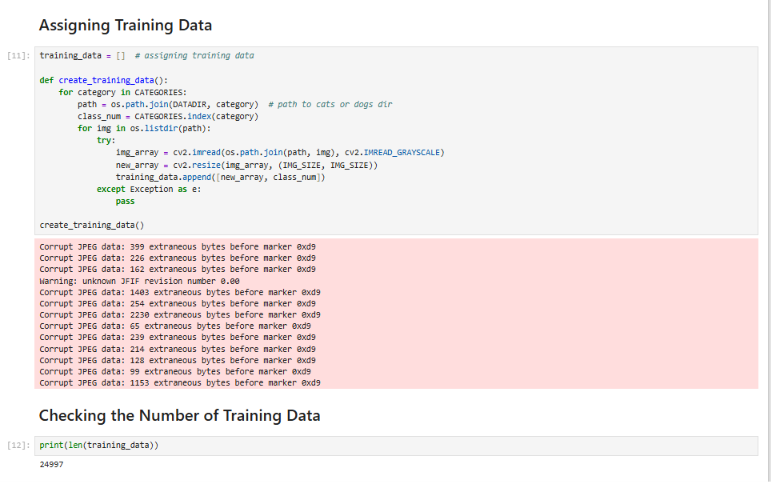 Assigning Training Data
[11]: training_data = [] # assigning training data
def create_training_data():
for category in CATEGORIES:
path = os.path.join(DATADIR, category) # path to cats or dogs dir
class_num = CATEGORIES.index(category)
for img in os.listdir(path):
try:
img_array = cv2.imread(os.path.join(path, img), cv2.IMREAD_GRAYSCALE)
new_array = cv2.resize(img_array, (IMG_SIZE, IMG_SIZE))
training_data.append([new_array, class_num])
except Exception as e:
pass
create_training_data()
Corrupt JPEG data: 399 extraneous bytes before marker 0xd9
Corrupt JPEG data: 226 extraneous bytes before marker 0xd9
Corrupt JPEG data: 162 extraneous bytes before marker 0xd9
Warning: unknown JFIF revision number 0.00
Corrupt JPEG data: 1403 extraneous bytes before marker 0xd9
Corrupt JPEG data: 254 extraneous bytes before marker 0xd9
Corrupt JPEG data: 2230 extraneous bytes before marker 0xd9
Corrupt JPEG data: 65 extraneous bytes before marker 0xd9
Corrupt JPEG data: 239 extraneous bytes before marker 0xd9
Corrupt JPEG data: 214 extraneous bytes before marker 0xd9
Corrupt JPEG data: 128 extraneous bytes before marker 0xd9
Corrupt JPEG data: 99 extraneous bytes before marker 0xd9
Corrupt JPEG data: 1153 extraneous bytes before marker 0xd9
Checking the Number of Training Data
[12]: print(len(training_data))
24997